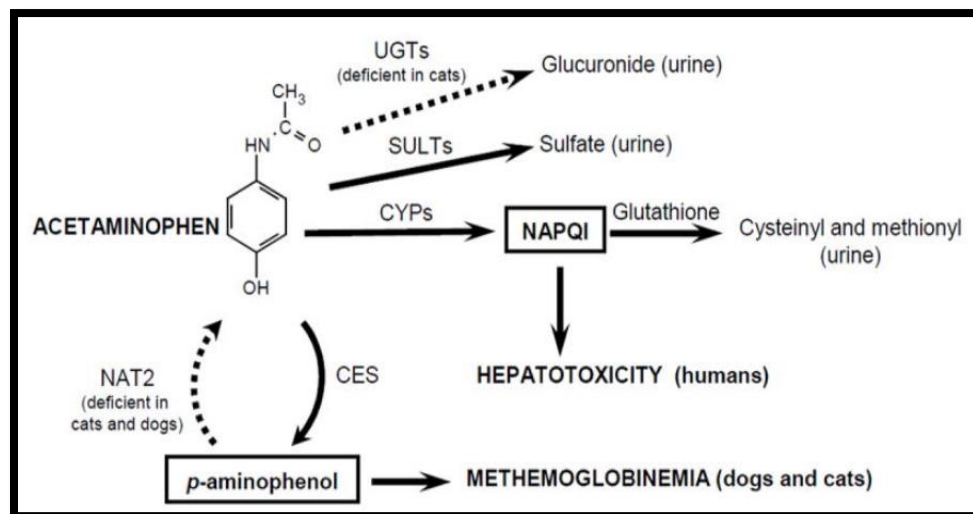 UGTs
(deficient in cats)
Glucuronide (urine)
CH3
C
O
HN
SULTs
Sulfate (urine)
CYPs
ACETAMINOPHEN
NAPQI
Glutathione
Cysteinyl and methionyl
(urine)
OH
NAT2
(deficient in
cats and dogs)
CES
HEPATOTOXICITY (humans)
p-aminophenol
METHEMOGLOBINEMIA (dogs and cats)